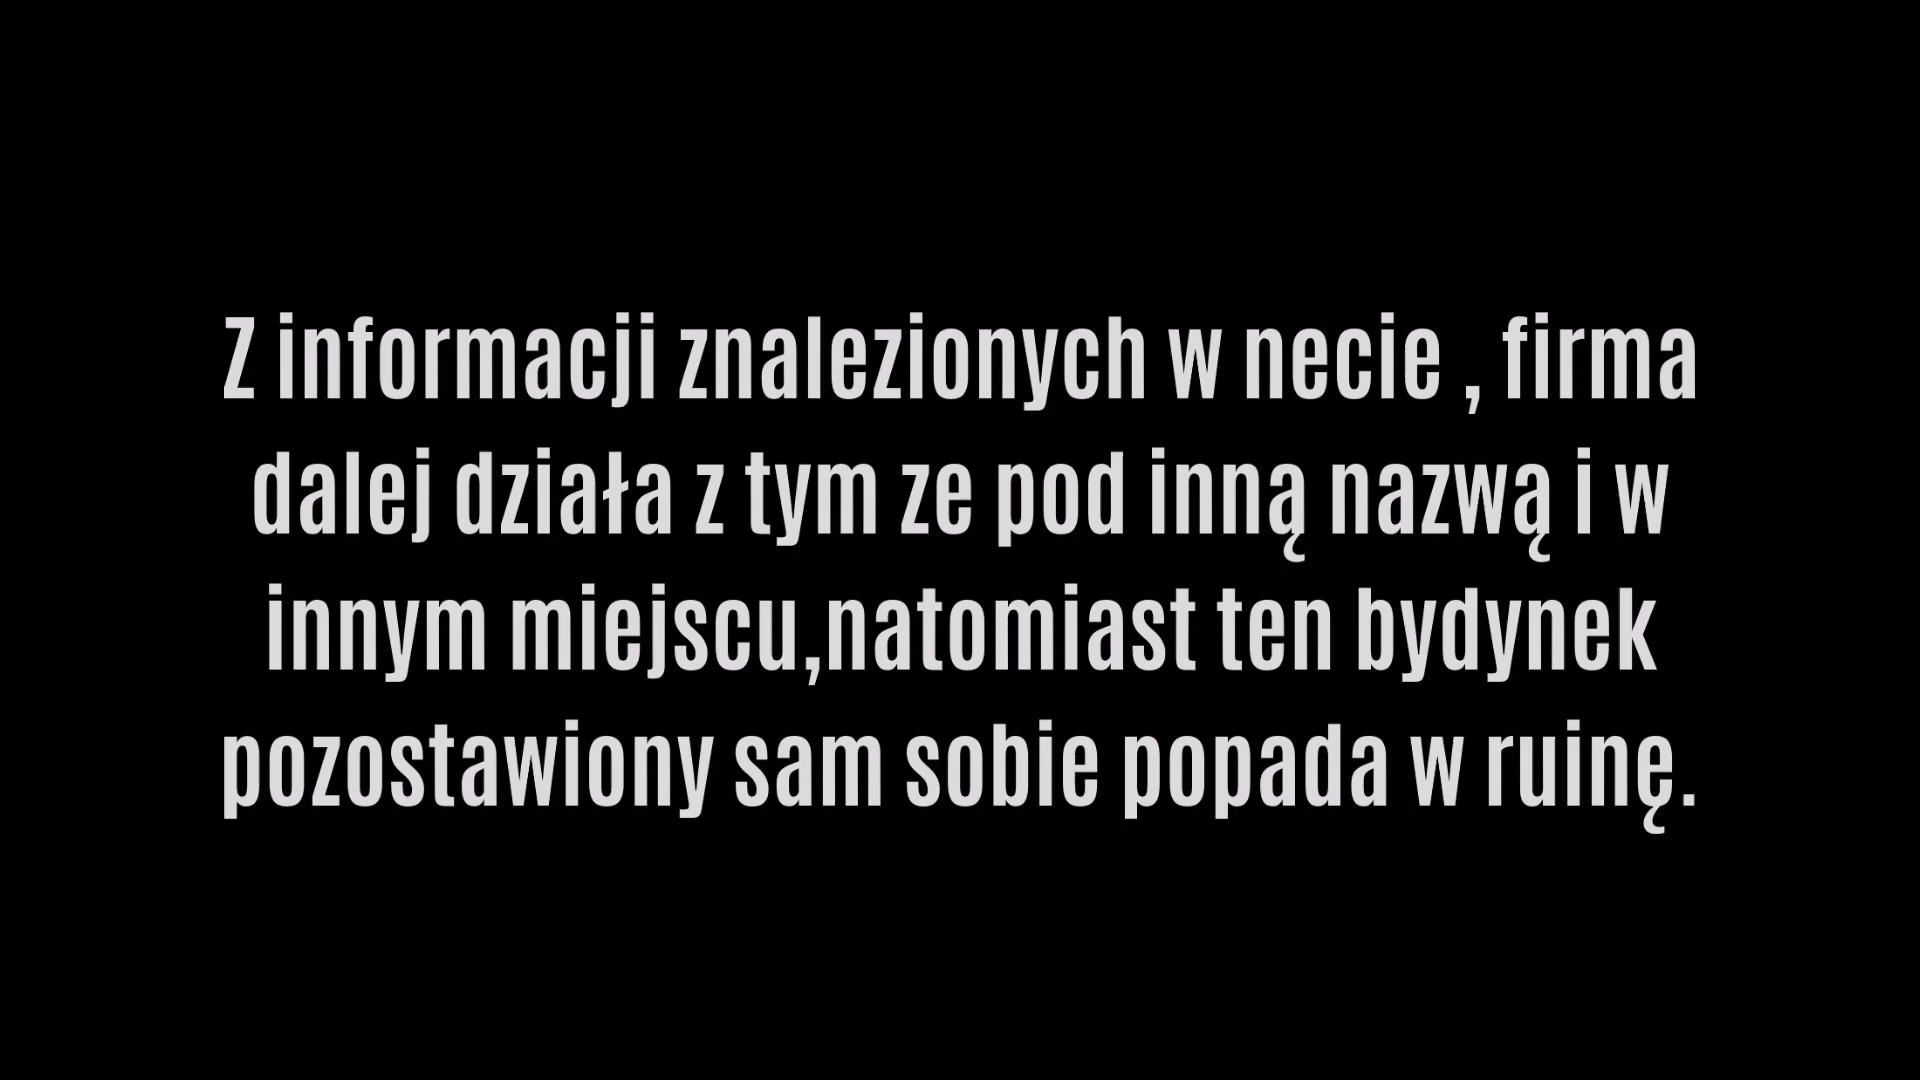 Z informacji znalezionych w necie , firma
dalej działa z tym ze pod inną nazwą i w
innym miejscu,natomiast ten bydynek
pozostawiony sam sobie popada w ruinę.